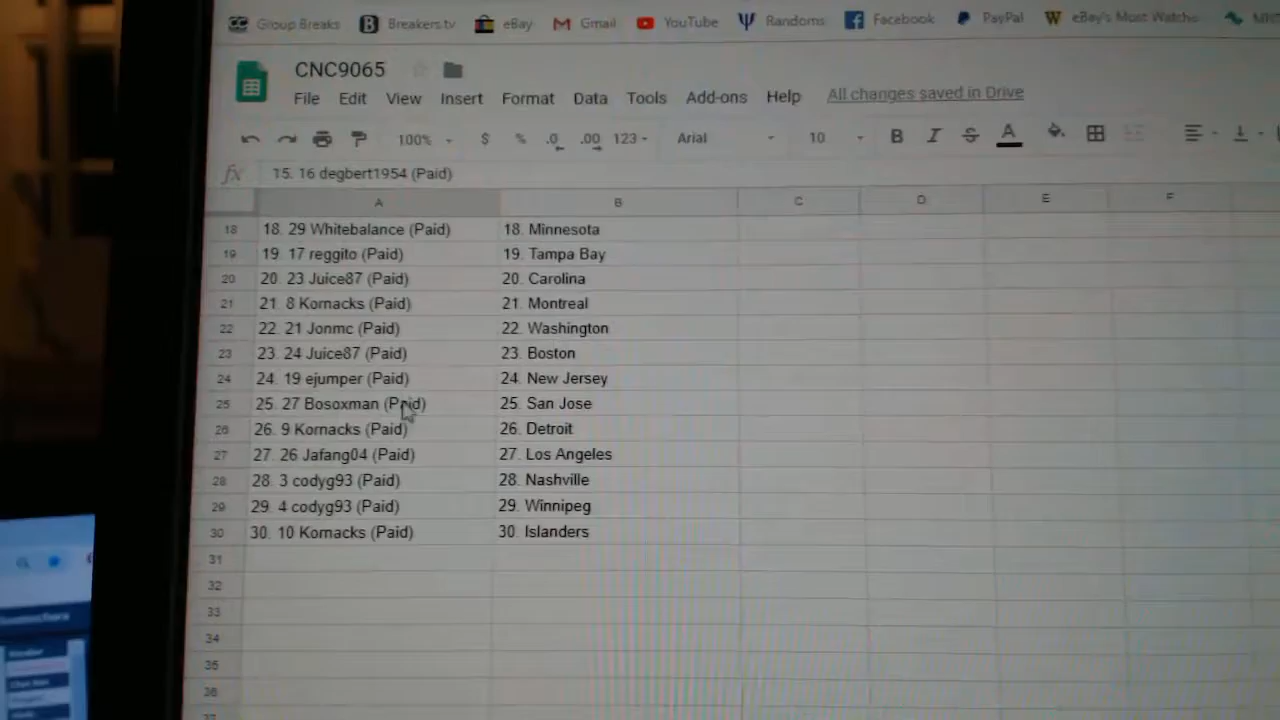 Group Breaks Breakers.tv eBay Gmail YouTube Randoms Facebook PayPal eBay's Most Watche
CNC9065
File Edit View Insert Format Data Tools Add-ons Help All changes saved in Drive
100% $ % .0 .00 123 Arial 10 B I S A
fx 15. 16 degbert1954 (Paid)
A B C D E F
18 18. 29 Whitebalance (Paid) 18. Minnesota
19 19. 17 reggito (Paid) 19. Tampa Bay
20 20. 23 Juice87 (Paid) 20. Carolina
21 21. 8 Kornacks (Paid) 21. Montreal
22 22. 21 Jonmc (Paid) 22. Washington
23 23. 24 Juice87 (Paid) 23. Boston
24 24. 19 ejumper (Paid) 24. New Jersey
25 25. 27 Bosoxman (Paid) 25. San Jose
26 26. 9 Kornacks (Paid) 26. Detroit
27 27. 26 Jafang04 (Paid) 27. Los Angeles
28 28. 3 codyg93 (Paid) 28. Nashville
29 29. 4 codyg93 (Paid) 29. Winnipeg
30 30. 10 Kornacks (Paid) 30. Islanders
31
32
33
34
35
36